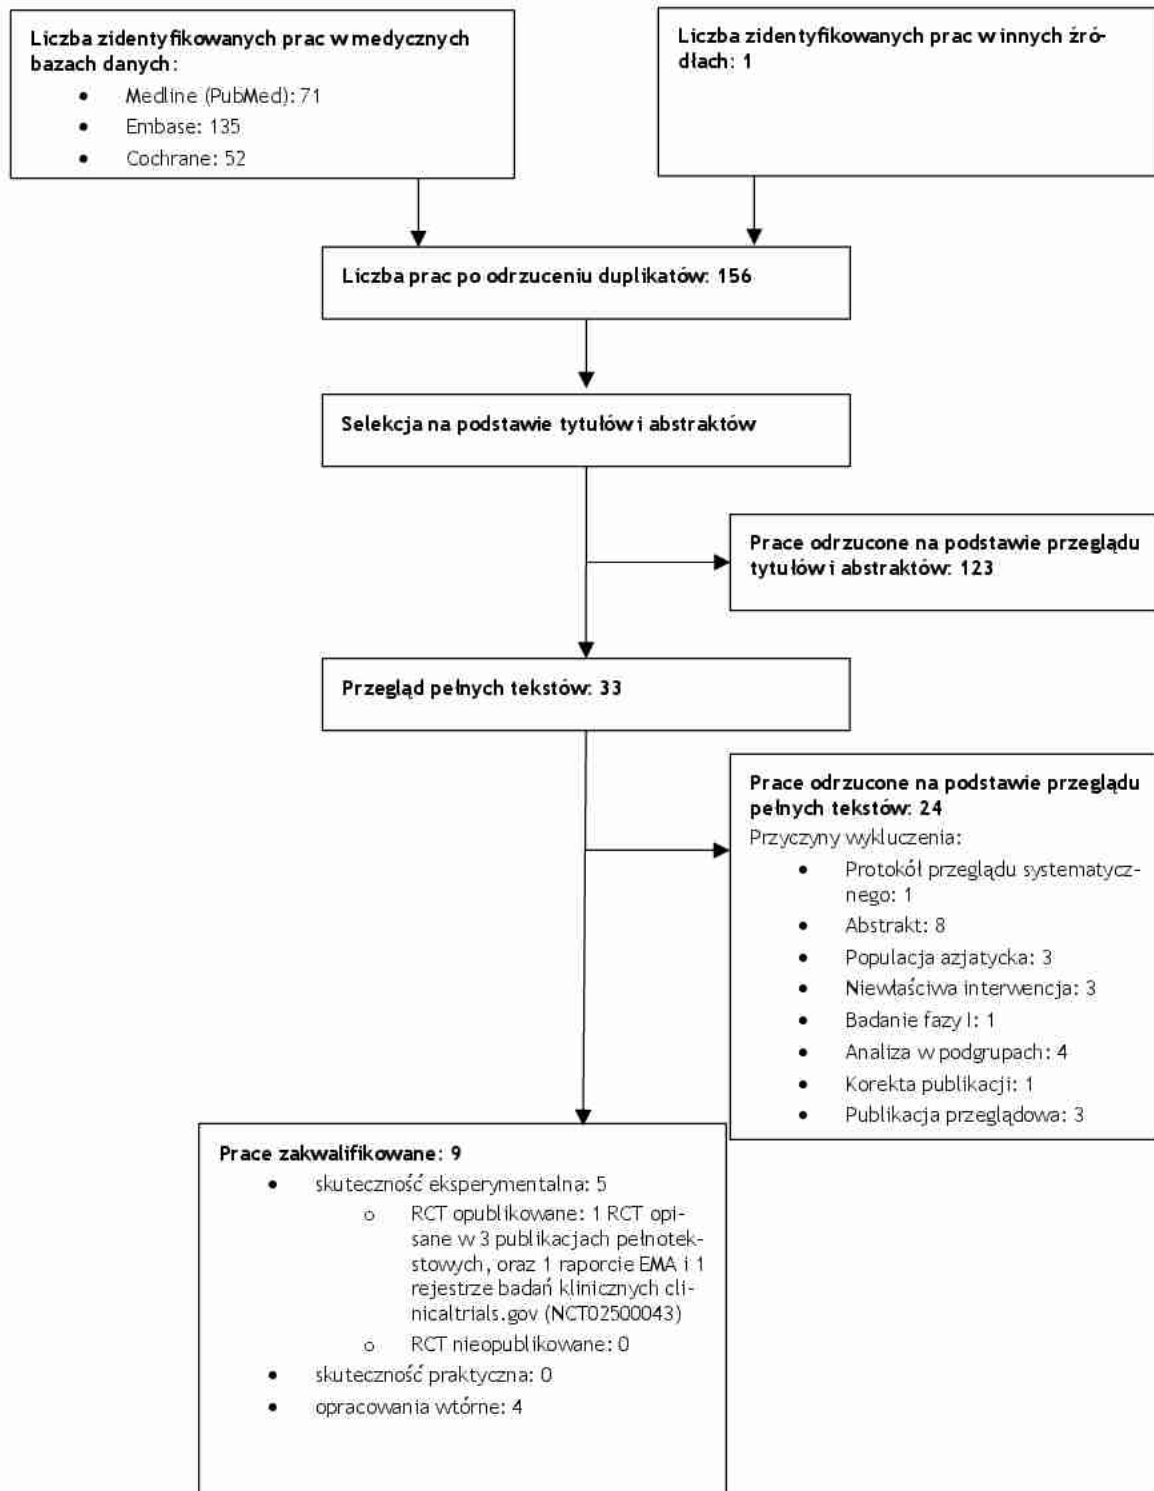 Liczba zidentyfikowanych prac w medycznych
bazach danych:
• Medline (PubMed): 71
• Embase: 135
• Cochrane: 52
Liczba zidentyfikowanych prac w innych źró-
dłach: 1
Liczba prac po odrzuceniu duplikatów: 156
Selekcja na podstawie tytułów i abstraktów
Prace odrzucone na podstawie przeglądu
tytułów i abstraktów: 123
Przegląd pełnych tekstów: 33
Prace odrzucone na podstawie przeglądu
pełnych tekstów: 24
Przyczyny wykluczenia:
• Protokół przeglądu systematycz-
nego: 1
• Abstrakt: 8
• Populacja azjatycka: 3
• Niewłaściwa interwencja: 3
• Badanie fazy I: 1
• Analiza w podgrupach: 4
• Korekta publikacji: 1
• Publikacja przeglądowa: 3
Prace zakwalifikowane: 9
• skuteczność eksperymentalna: 5
o RCT opublikowane: 1 RCT opi-
sane w 3 publikacjach pełnotek-
stowych, oraz 1 raporcie EMA i 1
rejestrze badań klinicznych cli-
nicaltrials.gov (NCT02500043)
o RCT nieopublikowane: 0
• skuteczność praktyczna: 0
• opracowania wtórne: 4